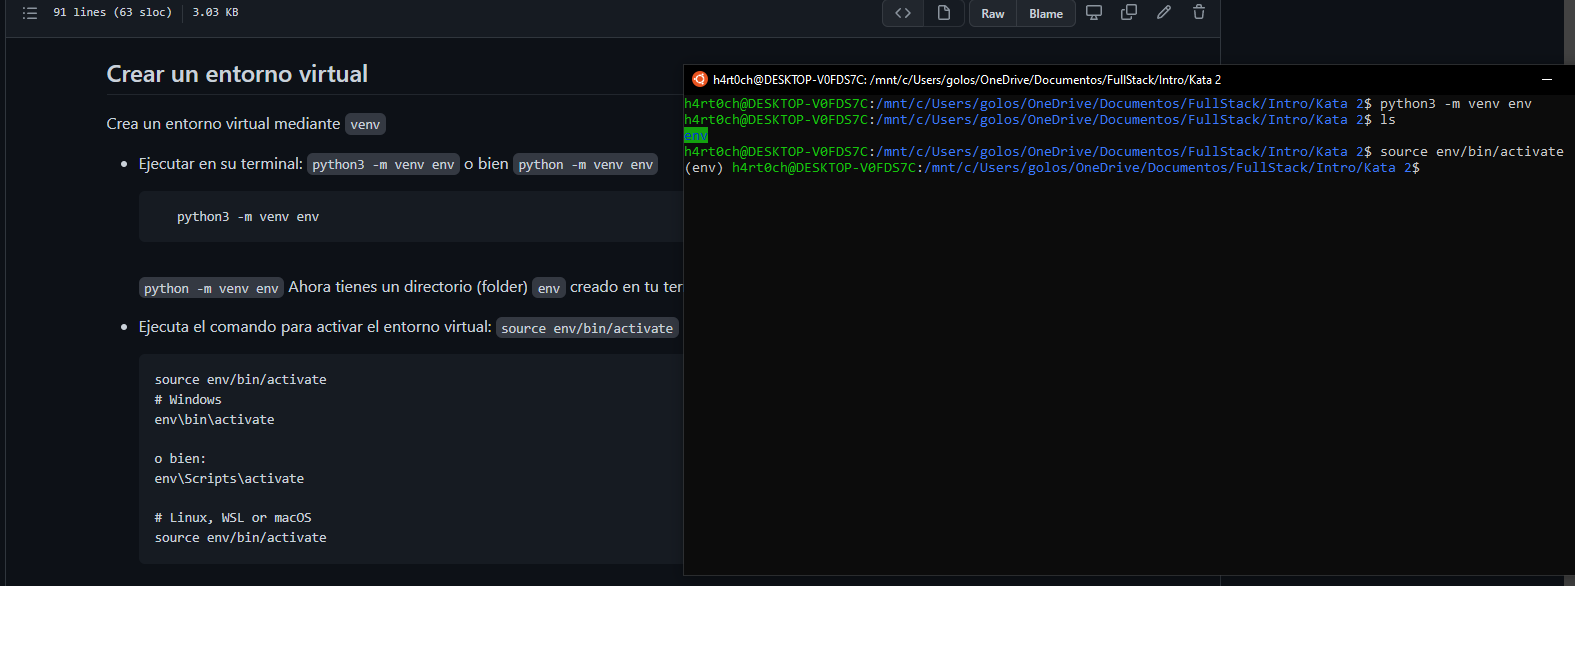 91 lines (63 sloc) 3.03 KB
Raw Blame
Crear un entorno virtual
Crea un entorno virtual mediante venv
Ejecutar en su terminal: python3 -m venv env o bien python -m venv env
python3 -m venv env
python -m venv env Ahora tienes un directorio (folder) env creado en tu ter
Ejecuta el comando para activar el entorno virtual: source env/bin/activate
source env/bin/activate
# Windows
env\bin\activate
o bien:
env\Scripts\activate
# Linux, WSL or macOS
source env/bin/activate
h4rt0ch@DESKTOP-V0FDS7C: /mnt/c/Users/golos/OneDrive/Documentos/FullStack/Intro/Kata 2
h4rt0ch@DESKTOP-V0FDS7C:/mnt/c/Users/golos/OneDrive/Documentos/FullStack/Intro/Kata 2$ python3 -m venv env
h4rt0ch@DESKTOP-V0FDS7C:/mnt/c/Users/golos/OneDrive/Documentos/FullStack/Intro/Kata 2$ ls
env
h4rt0ch@DESKTOP-V0FDS7C:/mnt/c/Users/golos/OneDrive/Documentos/FullStack/Intro/Kata 2$ source env/bin/activate
(env) h4rt0ch@DESKTOP-V0FDS7C:/mnt/c/Users/golos/OneDrive/Documentos/FullStack/Intro/Kata 2$